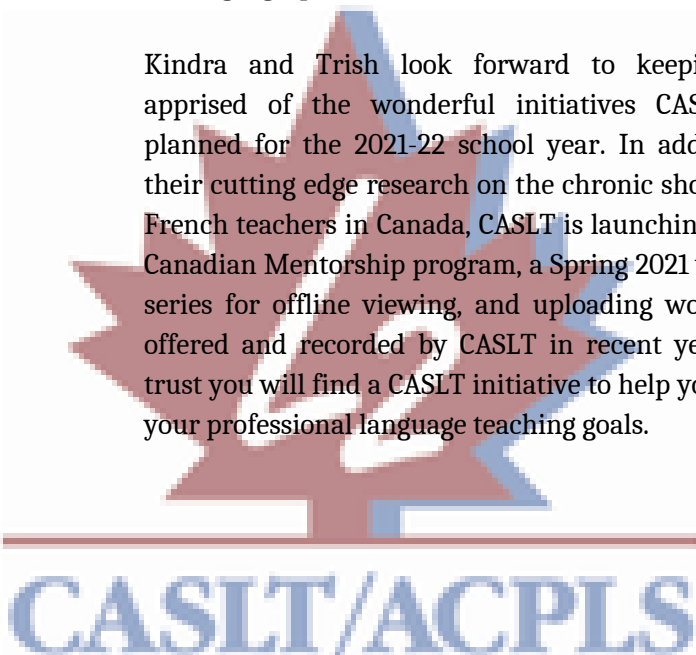 Kindra and Trish look forward to keepi
apprised of the wonderful initiatives CAS
planned for the 2021-22 school year. In add
their cutting edge research on the chronic sho
French teachers in Canada, CASLT is launchin
Canadian Mentorship program, a Spring 2021
series for offline viewing, and uploading wo
offered and recorded by CASLT in recent ye
trust you will find a CASLT initiative to help yo
your professional language teaching goals.
L2
CASLT/ACPLS